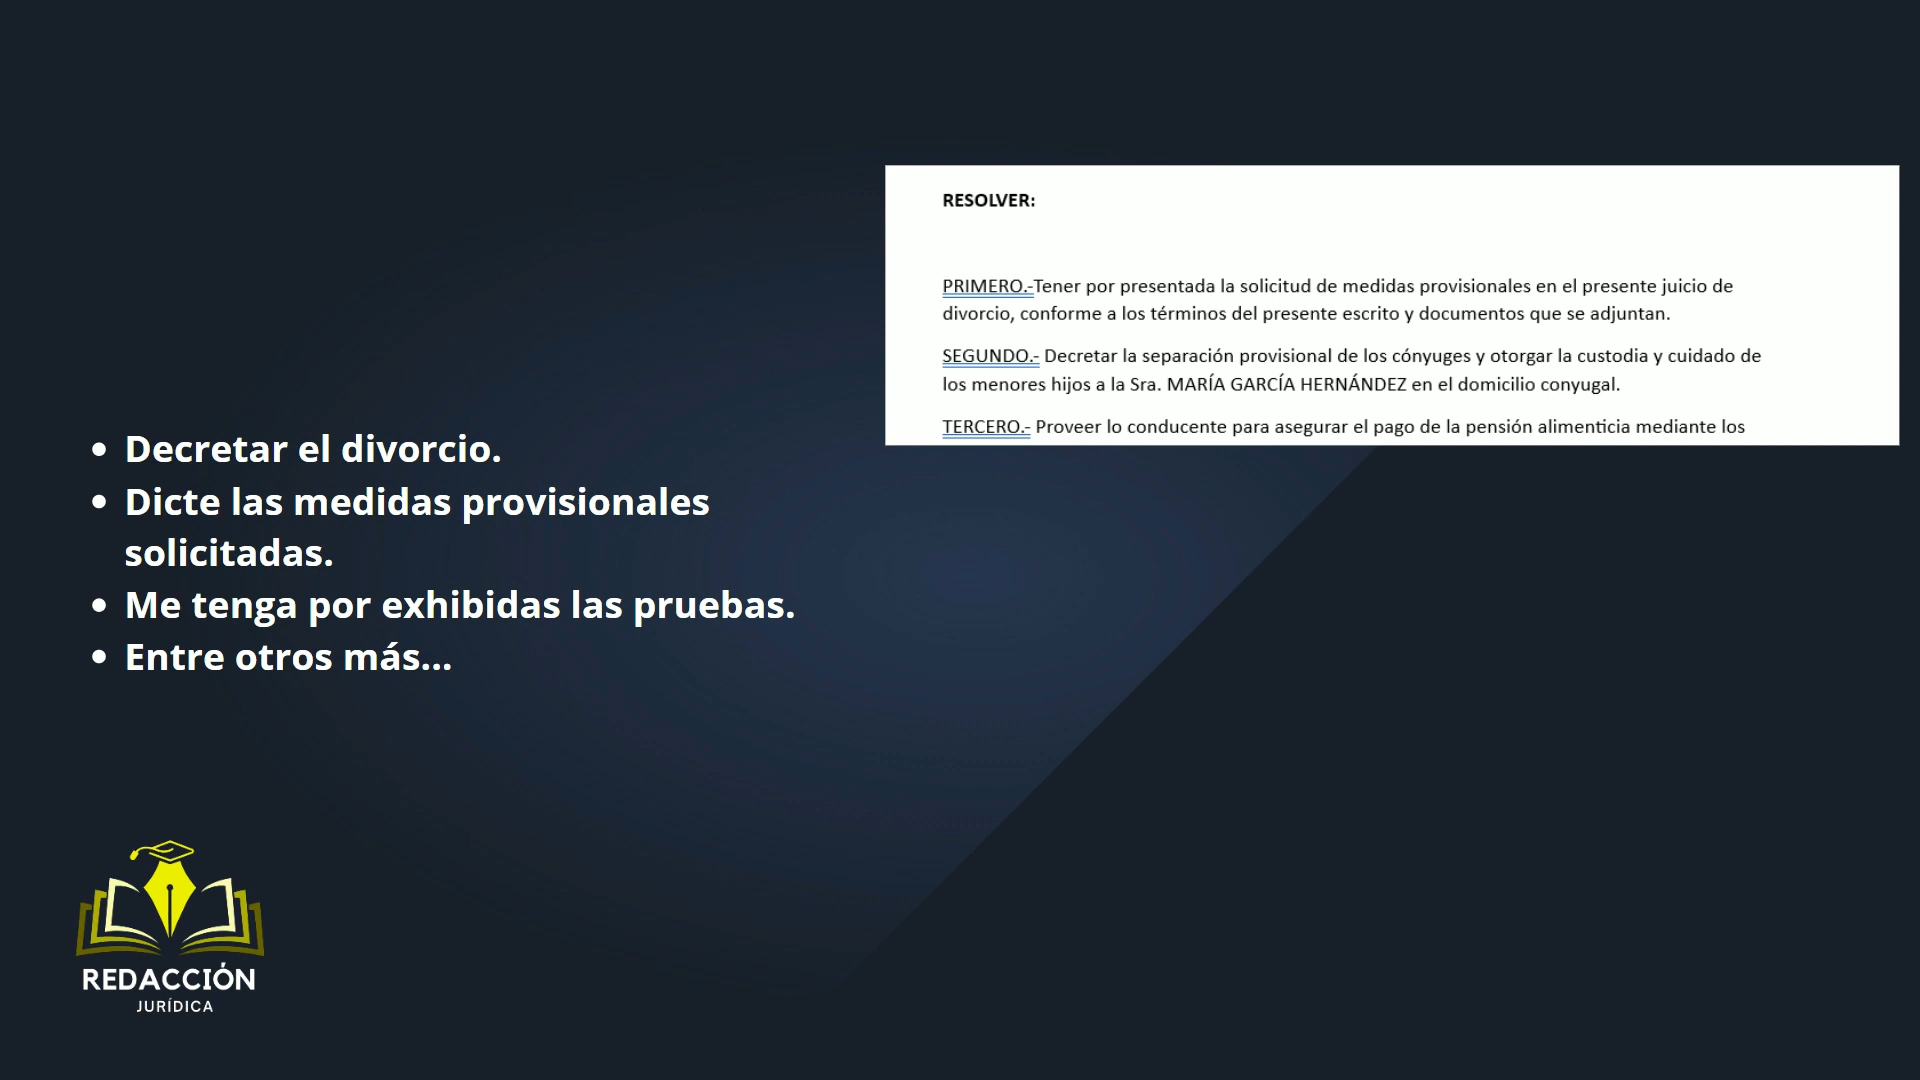 RESOLVER:
PRIMERO.-Tener por presentada la solicitud de medidas provisionales en el presente juicio de
divorcio, conforme a los términos del presente escrito y documentos que se adjuntan.
SEGUNDO.- Decretar la separación provisional de los cónyuges y otorgar la custodia y cuidado de
los menores hijos a la Sra. MARÍA GARCÍA HERNÁNDEZ en el domicilio conyugal.
TERCERO.- Proveer lo conducente para asegurar el pago de la pensión alimenticia mediante los
• Decretar el divorcio.
• Dicte las medidas provisionales
solicitadas.
• Me tenga por exhibidas las pruebas.
• Entre otros más...
REDACCIÓN
JURÍDICA